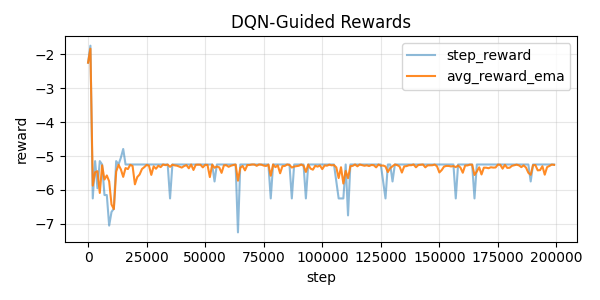 DQN-Guided Rewards
step_reward
avg_reward_ema
reward
−2
−3
−4
−5
−6
−7
0 25000 50000 75000 100000 125000 150000 175000 200000
step